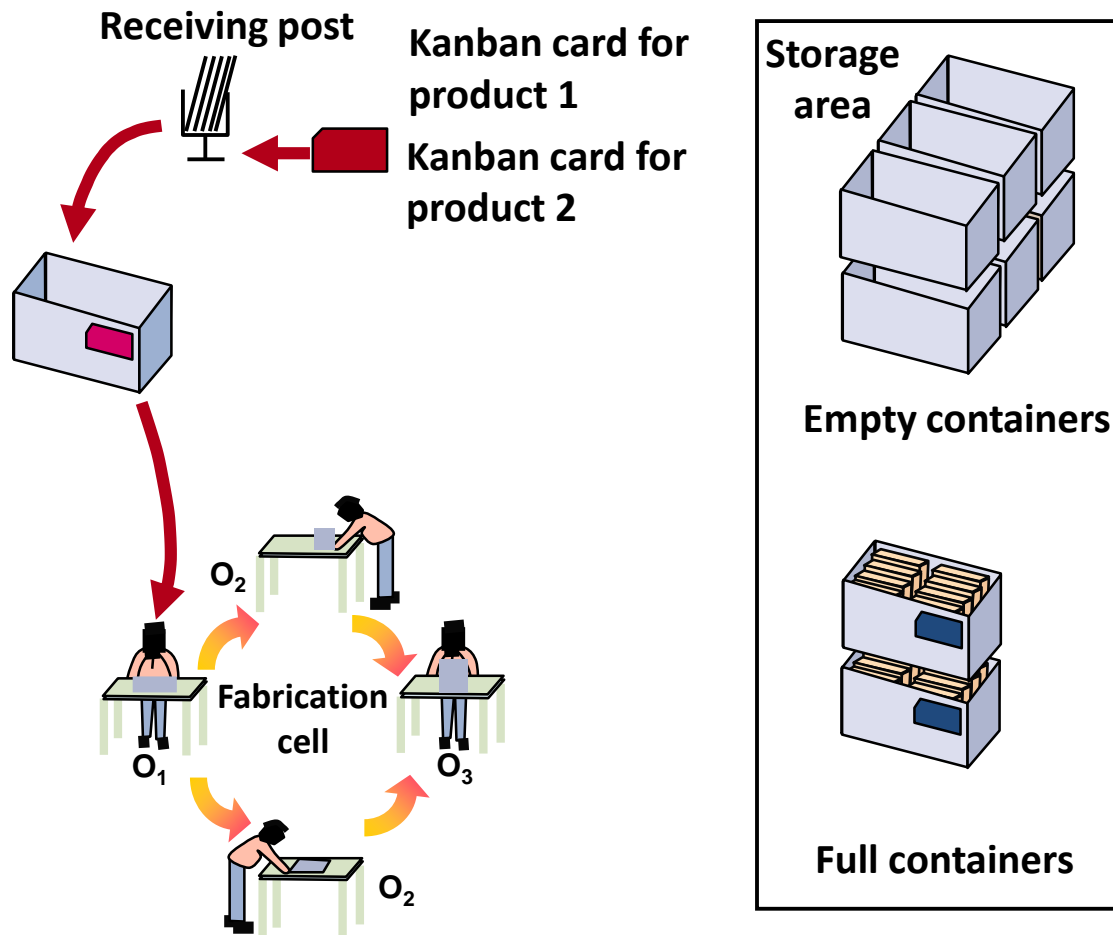 Receiving post
Kanban card for
product 1
Kanban card for
product 2
Storage
area
Empty containers
O₂
Fabrication
cell
O₁
O₃
O₂
Full containers